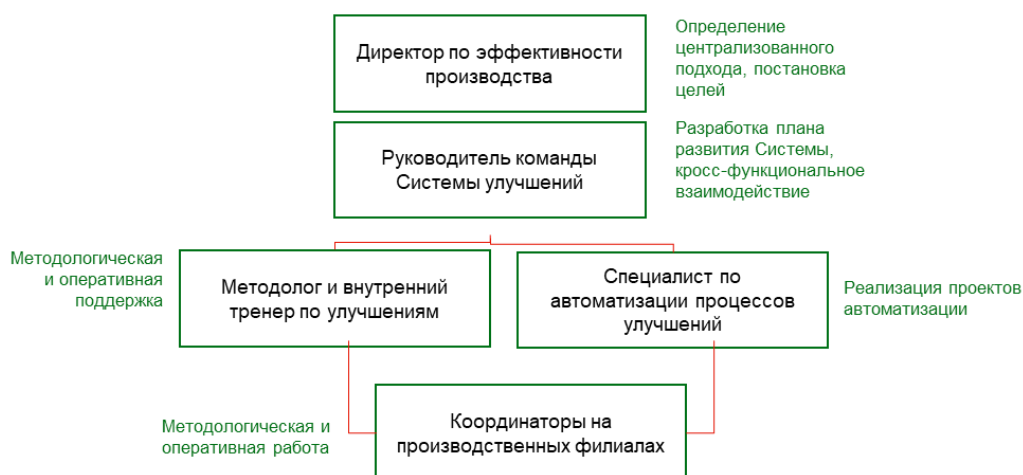 Директор по эффективности
производства
Определение
централизованного
подхода, постановка
целей
Руководитель команды
Системы улучшений
Разработка плана
развития Системы,
кросс-функциональное
взаимодействие
Методологическая
и оперативная
поддержка
Методолог и внутренний
тренер по улучшениям
Специалист по
автоматизации процессов
улучшений
Реализация проектов
автоматизации
Методологическая и
оперативная работа
Координаторы на
производственных филиалах